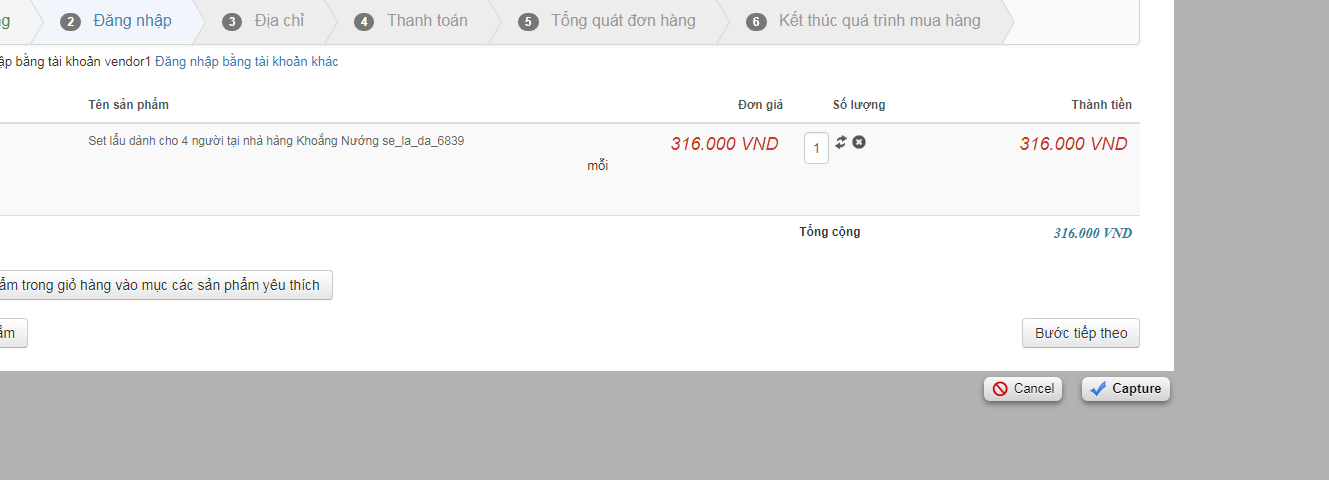 2 Đăng nhập 3 Địa chỉ 4 Thanh toán 5 Tổng quát đơn hàng 6 Kết thúc quá trình mua hàng
bằng tài khoản vendor1 Đăng nhập bằng tài khoản khác
Tên sản phẩm Đơn giá Số lượng Thành tiền
Set lẩu dành cho 4 người tại nhà hàng Khoắng Nướng se_la_da_6839 316.000 VND 1 316.000 VND
mỗi
Tổng cộng 316.000 VND
trong giỏ hàng vào mục các sản phẩm yêu thích
Bước tiếp theo
Cancel Capture